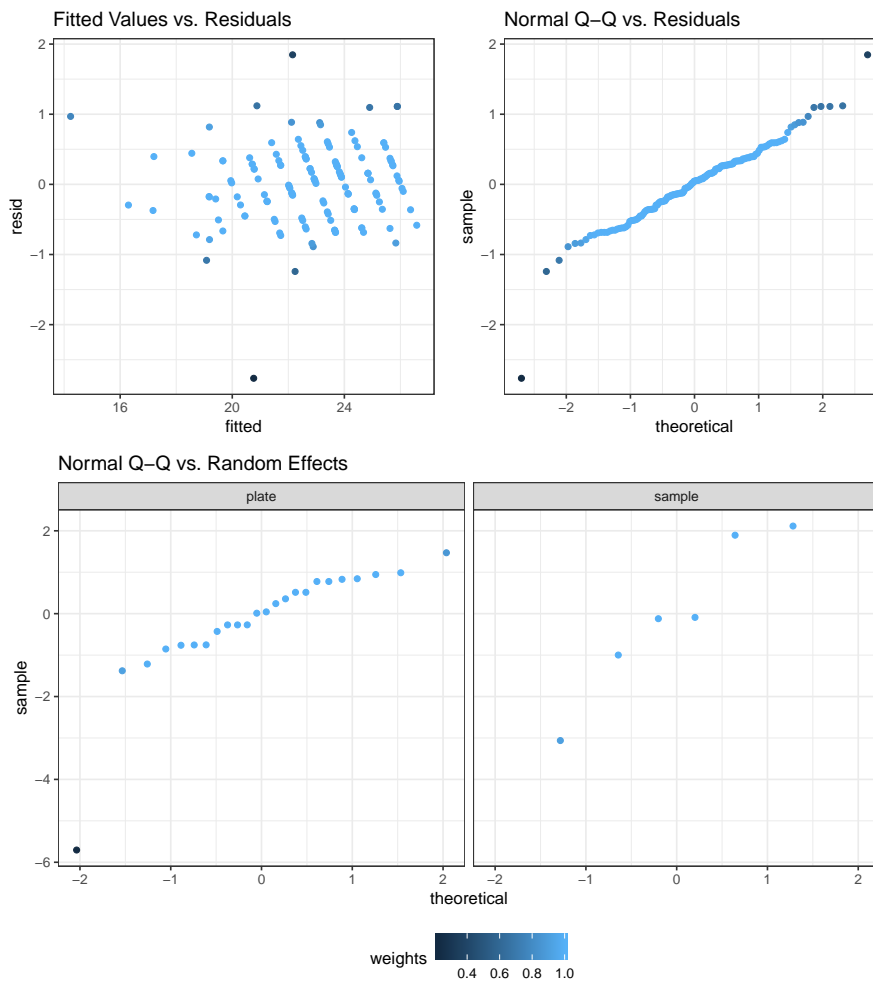 Fitted Values vs. Residuals
2
1
0
−1
−2
resid
16 20 24
fitted
Normal Q−Q vs. Residuals
2
1
0
−1
−2
sample
−2 −1 0 1 2
theoretical
Normal Q−Q vs. Random Effects
plate sample
2
0
−2
−4
−6
sample
−2 −1 0 1 2 −2 −1 0 1 2
theoretical
weights
0.4 0.6 0.8 1.0